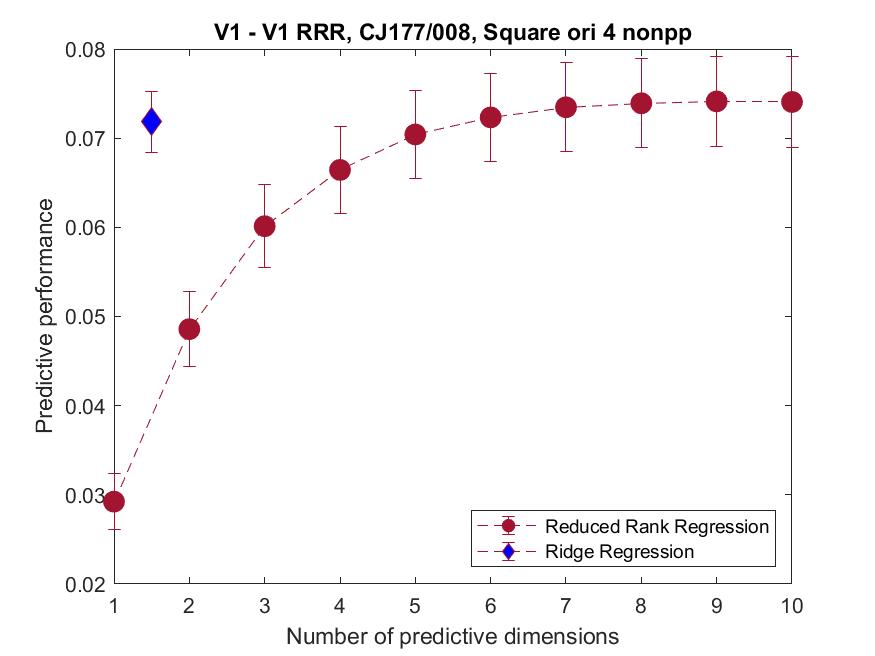 V1 - V1 RRR, CJ177/008, Square ori 4 nonpp
Predictive performance
0.08
0.07
0.06
0.05
0.04
0.03
0.02
1 2 3 4 5 6 7 8 9 10
Number of predictive dimensions
Reduced Rank Regression
Ridge Regression